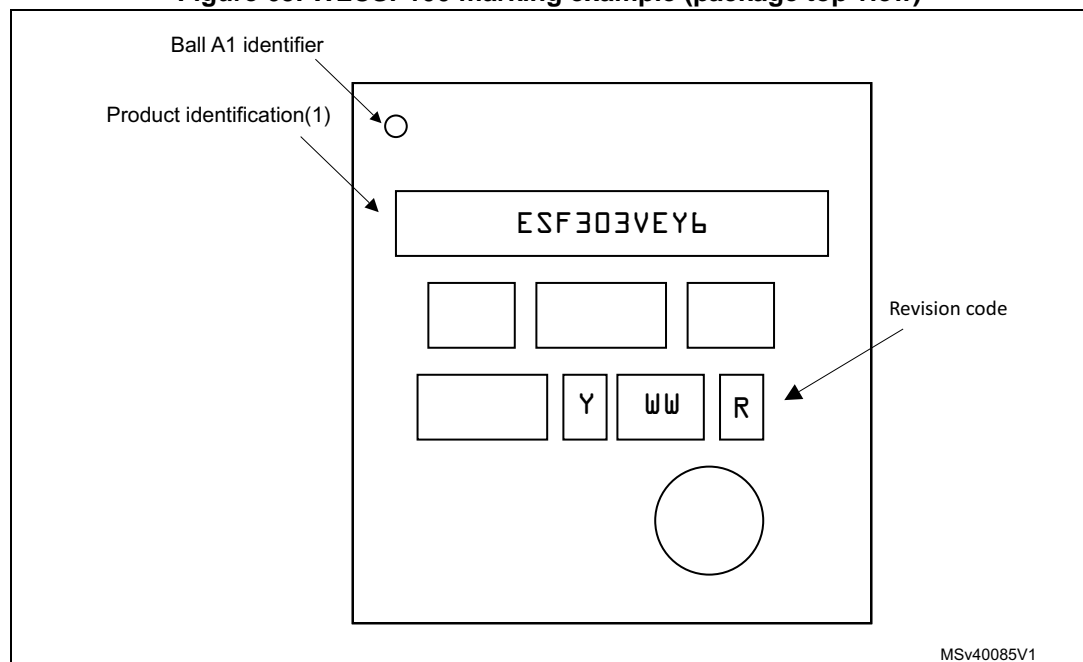 Ball A1 identifier
Product identification(1)
ESF303VEY6
Revision code
Y WW R
MSv40085V1